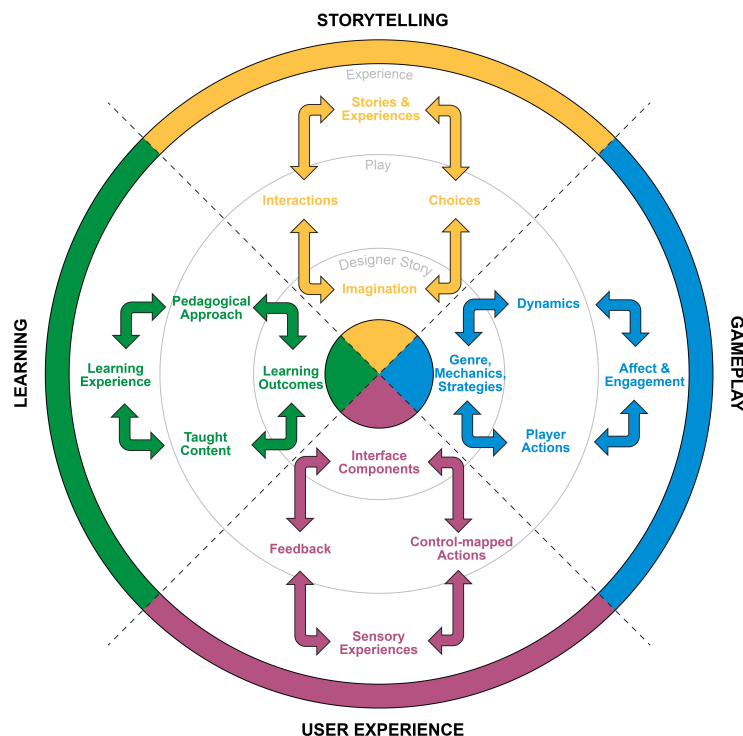 STORYTELLING
Experience
Stories &
Experiences
Play
Interactions
Choices
Designer Story
Imagination
LEARNING
Pedagogical
Approach
Learning
Experience
Learning
Outcomes
Taught
Content
GAMEPLAY
Dynamics
Genre,
Mechanics,
Strategies
Affect &
Engagement
Player
Actions
Interface
Components
Feedback
Control-mapped
Actions
Sensory
Experiences
USER EXPERIENCE